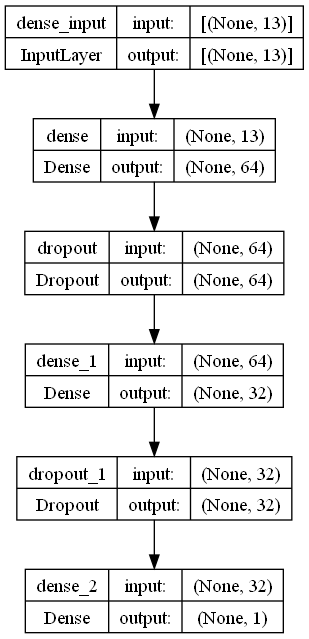 dense_input input: [(None, 13)]
InputLayer output: [(None, 13)]
dense input: (None, 13)
Dense output: (None, 64)
dropout input: (None, 64)
Dropout output: (None, 64)
dense_1 input: (None, 64)
Dense output: (None, 32)
dropout_1 input: (None, 32)
Dropout output: (None, 32)
dense_2 input: (None, 32)
Dense output: (None, 1)